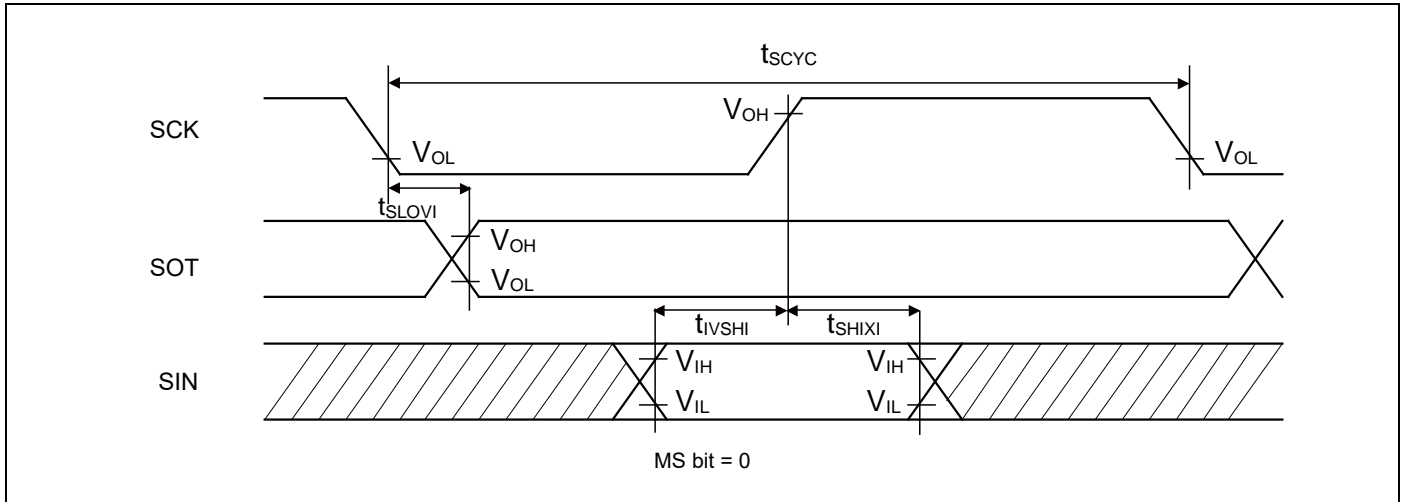 tSCYC
SCK
VOH
VOL
VOL
tSLOVI
SOT
VOH
VOL
tIVSHI
tSHIXI
SIN
VIH
VIH
VIL
VIL
MS bit = 0